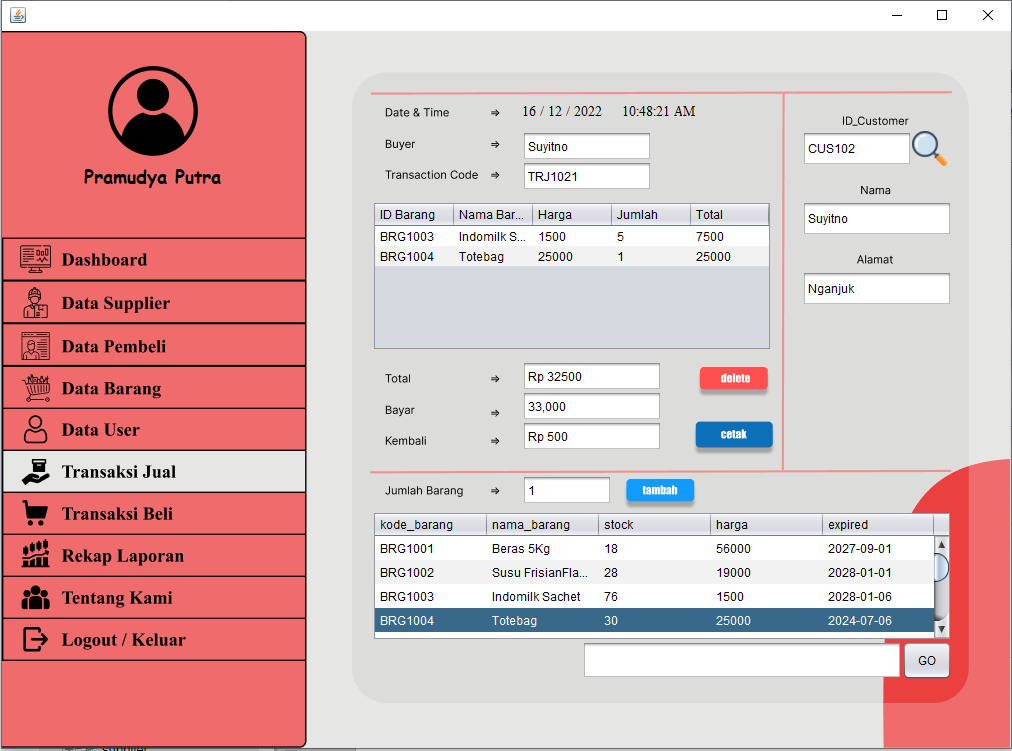 Pramudya Putra
Dashboard
Data Supplier
Data Pembeli
Data Barang
Data User
Transaksi Jual
Transaksi Beli
Rekap Laporan
Tentang Kami
Logout / Keluar
Date & Time ⇒ 16 / 12 / 2022 10:48:21 AM
Buyer ⇒ Suyitno
Transaction Code ⇒ TRJ1021
ID Barang Nama Bar... Harga Jumlah Total
BRG1003 Indomilk S... 1500 5 7500
BRG1004 Totebag 25000 1 25000
Total ⇒ Rp 32500 delete
Bayar ⇒ 33,000
Kembali ⇒ Rp 500 cetak
ID_Customer
CUS102
Nama
Suyitno
Alamat
Nganjuk
Jumlah Barang ⇒ 1 tambah
kode_barang nama_barang stock harga expired
BRG1001 Beras 5Kg 18 56000 2027-09-01
BRG1002 Susu FrisianFla... 28 19000 2028-01-01
BRG1003 Indomilk Sachet 76 1500 2028-01-06
BRG1004 Totebag 30 25000 2024-07-06
GO
supplier